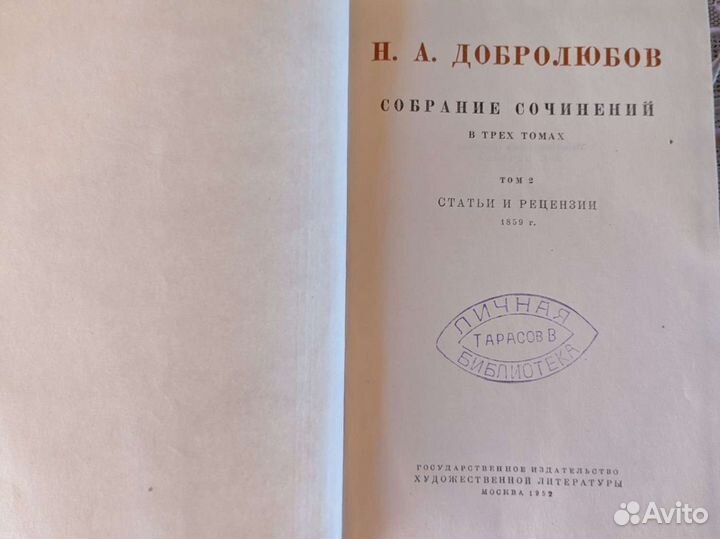 Н. А. ДОБРОЛЮБОВ
СОБРАНИЕ СОЧИНЕНИЙ
В ТРЕХ ТОМАХ
ТОМ 2
СТАТЬИ И РЕЦЕНЗИИ
1859 г.
ЛИЧНАЯ
ТАРАСОВ В
БИБЛИОТЕКА
ГОСУДАРСТВЕННОЕ ИЗДАТЕЛЬСТВО
ХУДОЖЕСТВЕННОЙ ЛИТЕРАТУРЫ
МОСКВА 1952
Avito